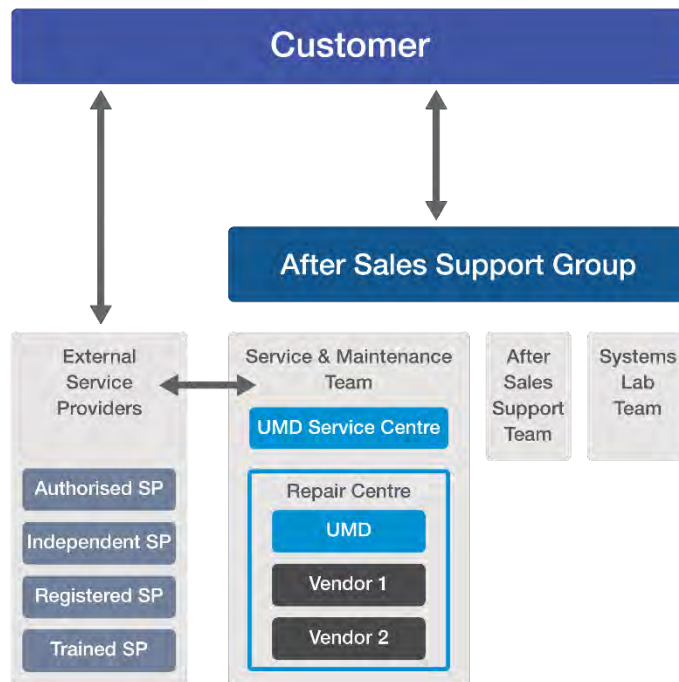 Customer
After Sales Support Group
External
Service
Providers
Authorised SP
Independent SP
Registered SP
Trained SP
Service & Maintenance
Team
UMD Service Centre
Repair Centre
UMD
Vendor 1
Vendor 2
After
Sales
Support
Team
Systems
Lab
Team